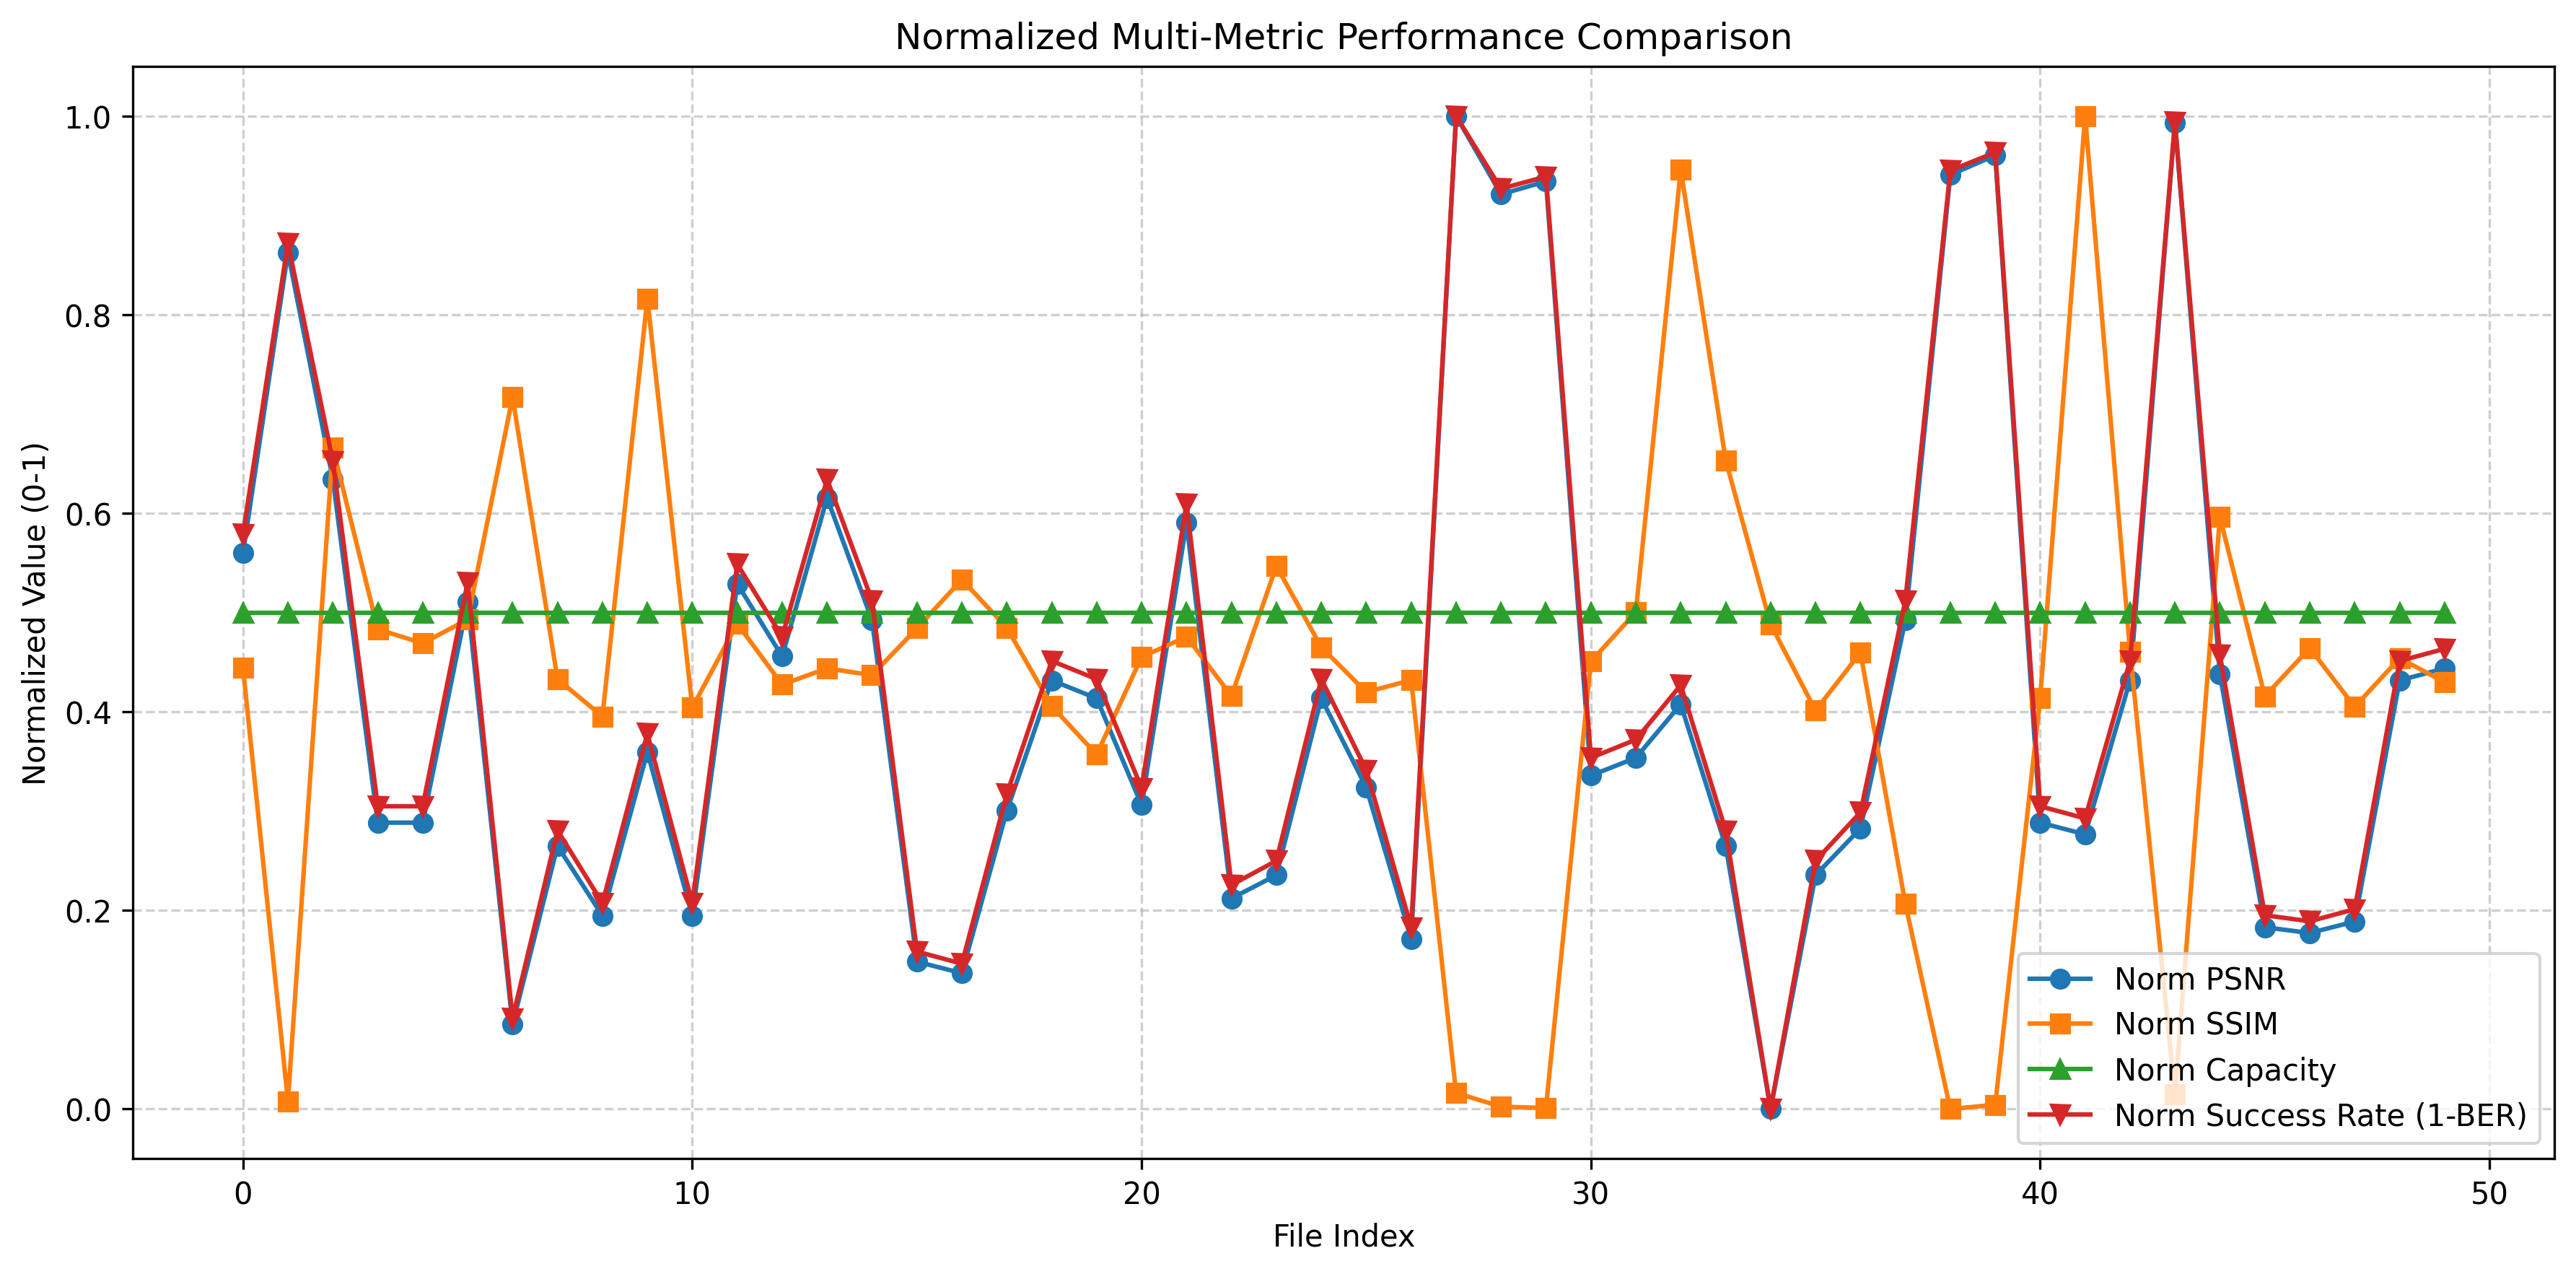 Normalized Multi-Metric Performance Comparison
Normalized Value (0-1)
1.0
0.8
0.6
0.4
0.2
0.0
0 10 20 30 40 50
File Index
Norm PSNR
Norm SSIM
Norm Capacity
Norm Success Rate (1-BER)